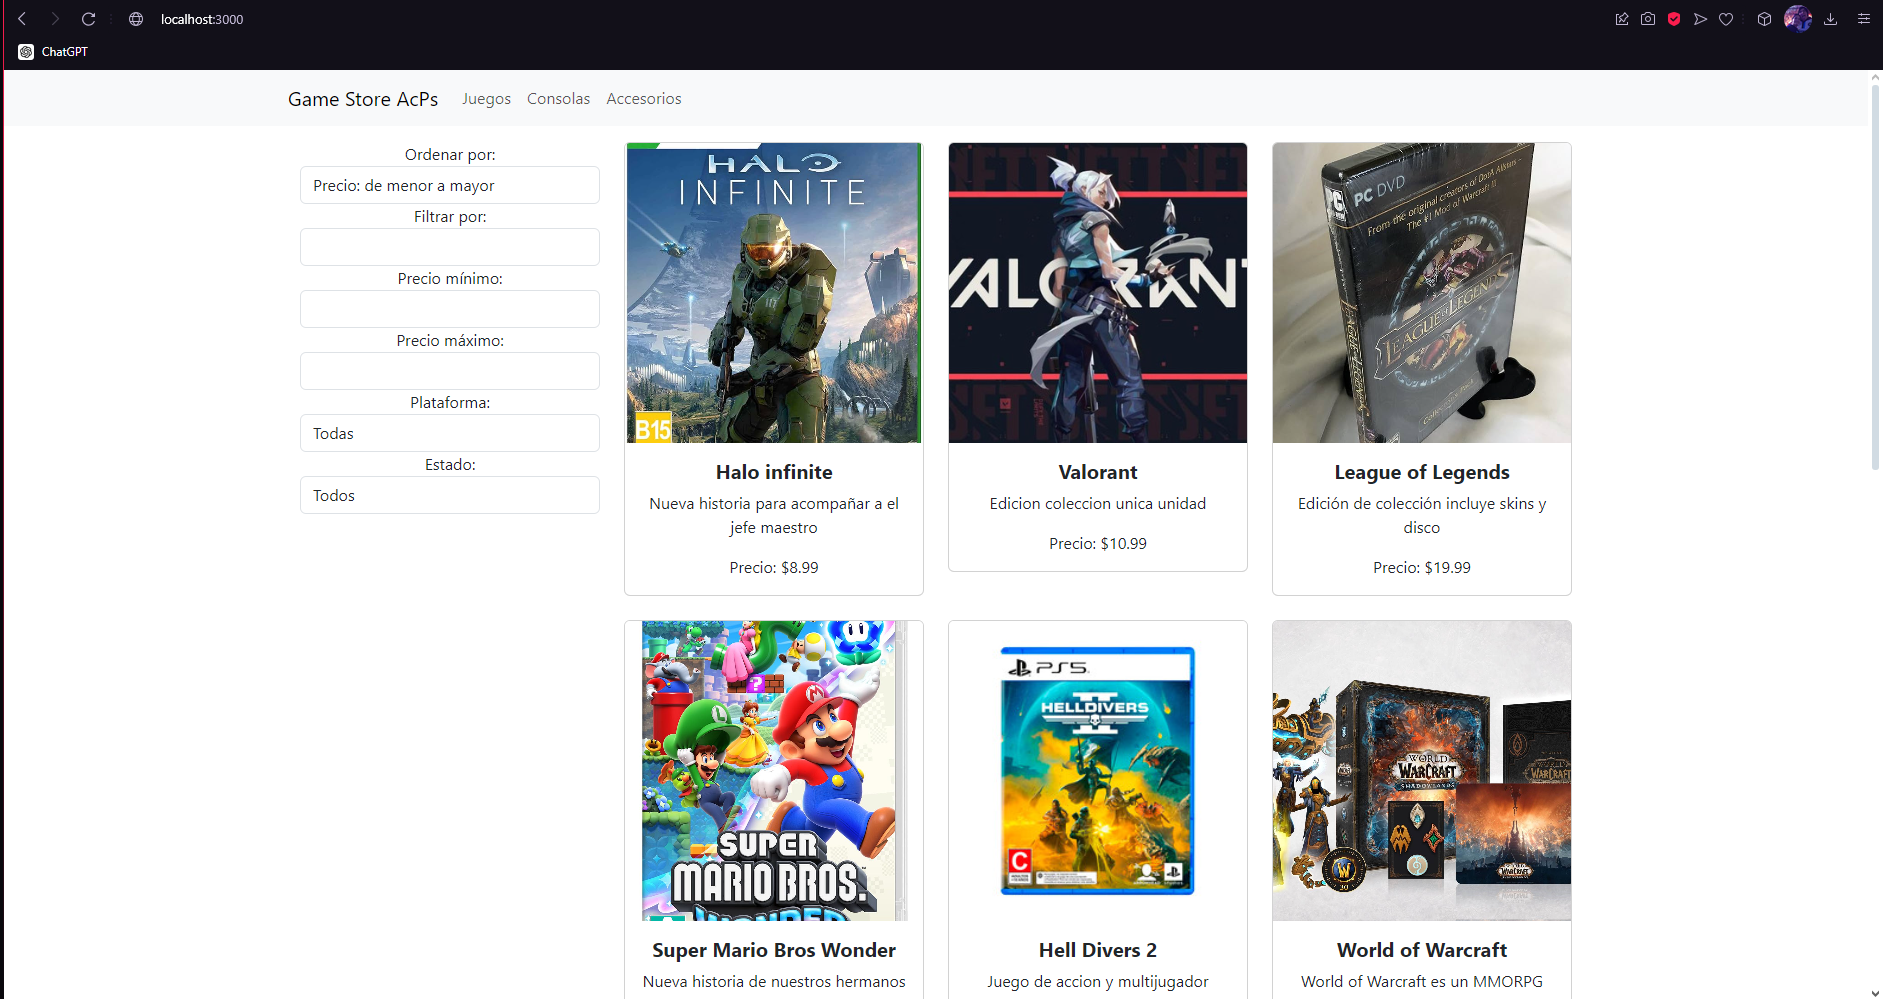 localhost:3000
ChatGPT
Game Store AcPs
Juegos
Consolas
Accesorios
Ordenar por:
Precio: de menor a mayor
Filtrar por:
Precio mínimo:
Precio máximo:
Plataforma:
Todas
Estado:
Todos
HALO
INFINITE
B15
Halo infinite
Nueva historia para acompañar a el
jefe maestro
Precio: $8.99
VALORANT
Valorant
Edicion coleccion unica unidad
Precio: $10.99
PC DVD
From the original creators of DotA Allstars -
The #1 Mod of Warcraft III
LEAGUE OF LEGENDS
LEAGUE OF LEGENDS
League of Legends
Edición de colección incluye skins y
disco
Precio: $19.99
SUPER
MARIO BROS.
WONDER
Super Mario Bros Wonder
Nueva historia de nuestros hermanos
PS5
HELLDIVERS
II
C
Hell Divers 2
Juego de accion y multijugador
WORLD
WARCRAFT
SHADOWLANDS
World of Warcraft
World of Warcraft es un MMORPG